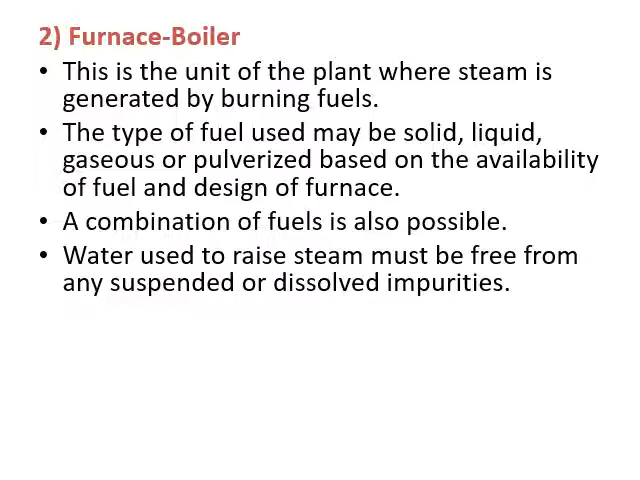 2) Furnace-Boiler
• This is the unit of the plant where steam is
generated by burning fuels.
• The type of fuel used may be solid, liquid,
gaseous or pulverized based on the availability
of fuel and design of furnace.
• A combination of fuels is also possible.
• Water used to raise steam must be free from
any suspended or dissolved impurities.